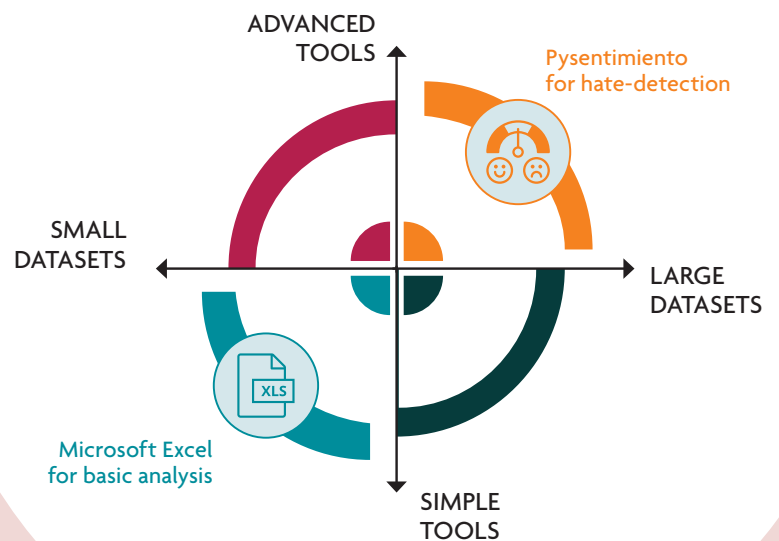 ADVANCED
TOOLS
Pysentimiento
for hate-detection
SMALL
DATASETS
LARGE
DATASETS
XLS
Microsoft Excel
for basic analysis
SIMPLE
TOOLS